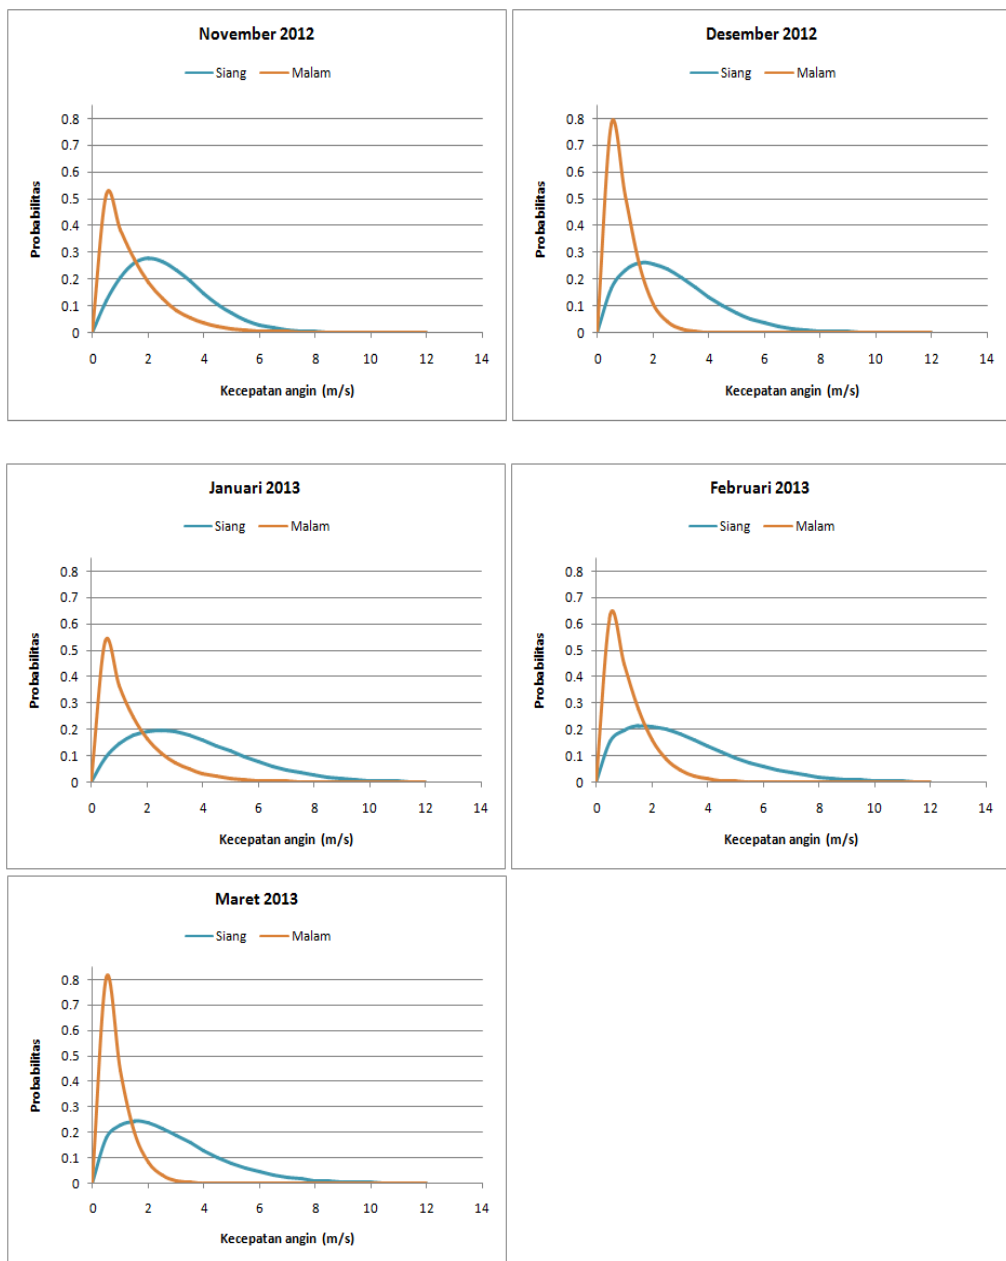 November 2012
Siang Malam
Probabilitas
0.8
0.7
0.6
0.5
0.4
0.3
0.2
0.1
0
0 2 4 6 8 10 12 14
Kecepatan angin (m/s)
Desember 2012
Siang Malam
Probabilitas
0.8
0.7
0.6
0.5
0.4
0.3
0.2
0.1
0
0 2 4 6 8 10 12 14
Kecepatan angin (m/s)
Januari 2013
Siang Malam
Probabilitas
0.8
0.7
0.6
0.5
0.4
0.3
0.2
0.1
0
0 2 4 6 8 10 12 14
Kecepatan angin (m/s)
Februari 2013
Siang Malam
Probabilitas
0.8
0.7
0.6
0.5
0.4
0.3
0.2
0.1
0
0 2 4 6 8 10 12 14
Kecepatan angin (m/s)
Maret 2013
Siang Malam
Probabilitas
0.8
0.7
0.6
0.5
0.4
0.3
0.2
0.1
0
0 2 4 6 8 10 12 14
Kecepatan angin (m/s)